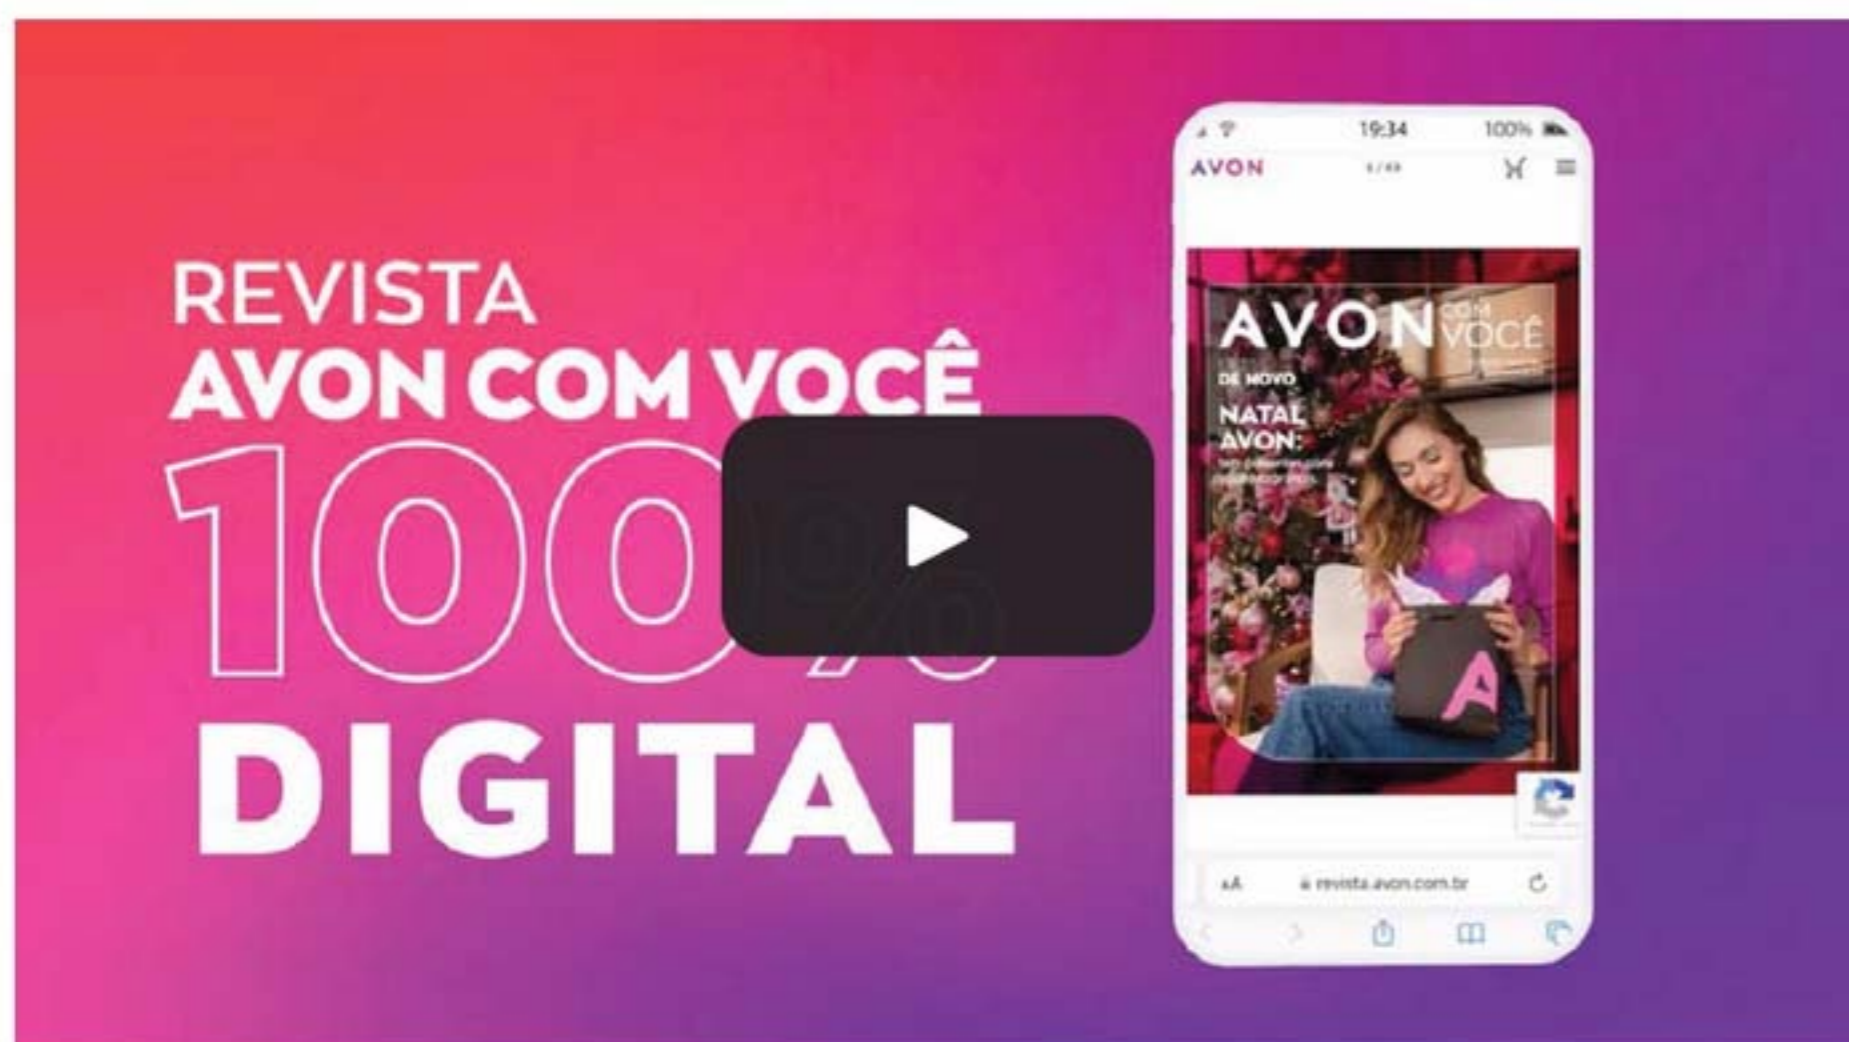 REVISTA
AVON COM VOCÊ
100%
DIGITAL
19:34
100%
AVON
AVON COM
VOCÊ
DE NOVO
NATAL
AVON:
A
AA
revista.avon.com.br